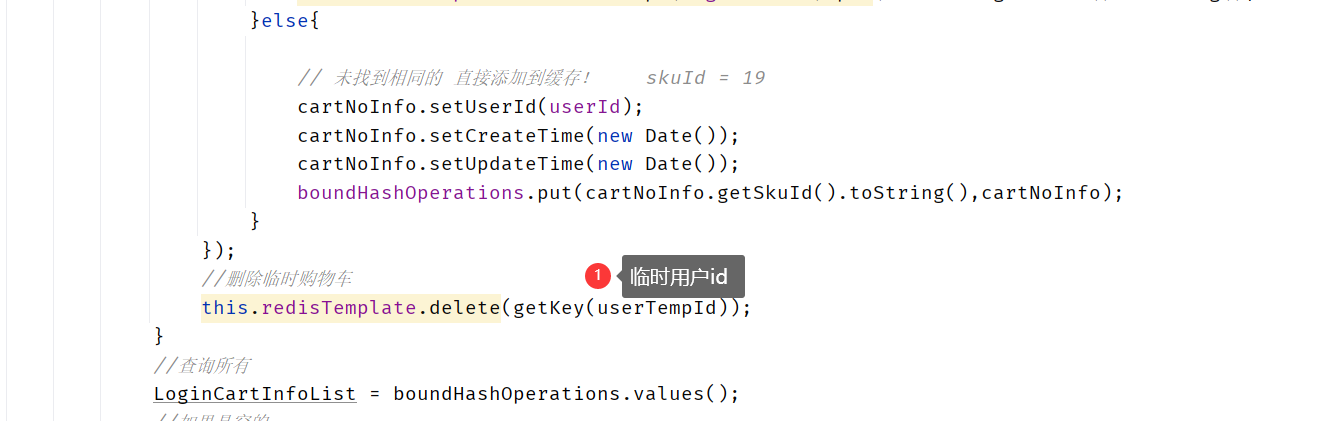 }else{
// 未找到相同的 直接添加到缓存! skuId = 19
cartNoInfo.setUserId(userId);
cartNoInfo.setCreateTime(new Date());
cartNoInfo.setUpdateTime(new Date());
boundHashOperations.put(cartNoInfo.getSkuId().toString(),cartNoInfo);
}
});
//删除临时购物车
1 临时用户id
this.redisTemplate.delete(getKey(userTempId));
}
//查询所有
LoginCartInfoList = boundHashOperations.values();